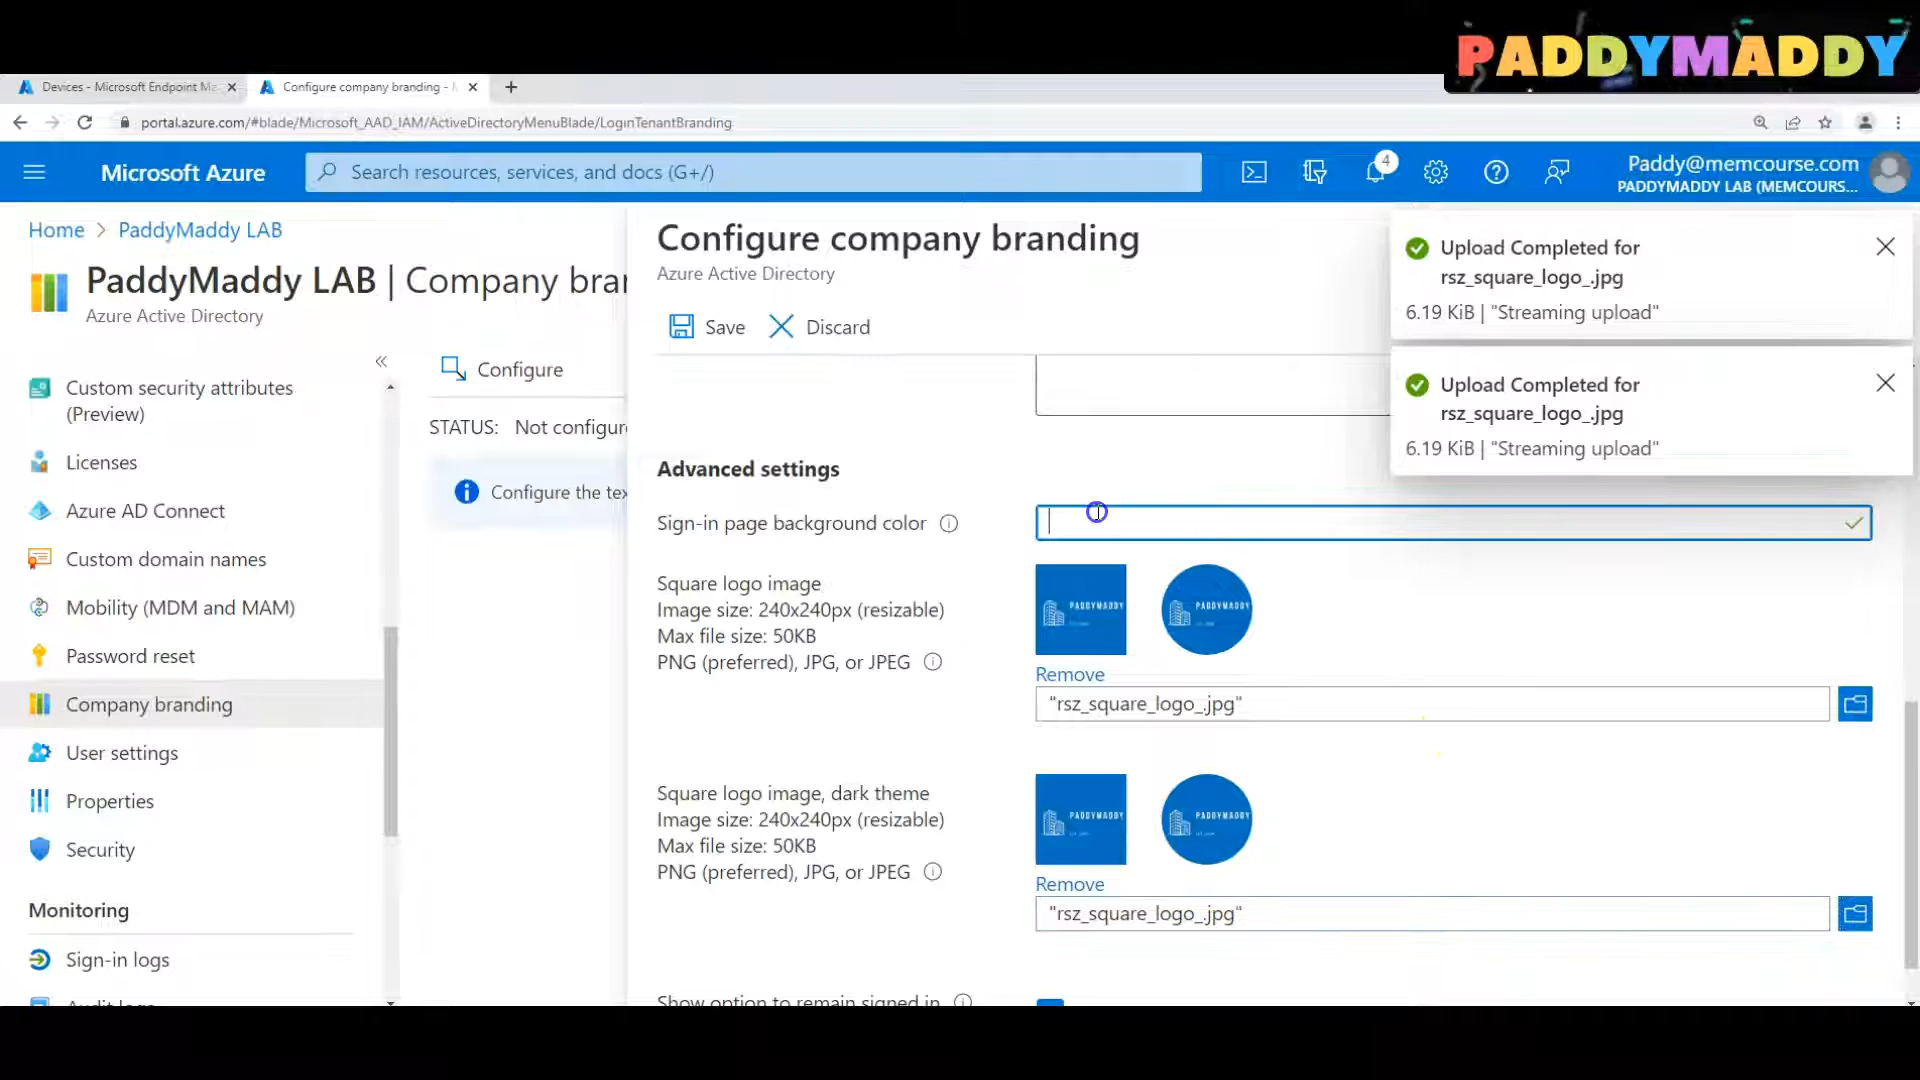 PADDYMADDY
Devices - Microsoft Endpoint Ma
Configure company branding -
portal.azure.com/#blade/Microsoft_AAD_IAM/ActiveDirectoryMenuBlade/LoginTenantBranding
Microsoft Azure
Search resources, services, and docs (G+/)
4
Paddy@memcourse.com
PADDYMADDY LAB (MEMCOURS...
Home > PaddyMaddy LAB
PaddyMaddy LAB | Company bra
Azure Active Directory
Custom security attributes
(Preview)
Licenses
Azure AD Connect
Custom domain names
Mobility (MDM and MAM)
Password reset
Company branding
User settings
Properties
Security
Monitoring
Sign-in logs
Audit logs
Configure
STATUS: Not configur
Configure the te
Configure company branding
Azure Active Directory
Save
Discard
Upload Completed for
rsz_square_logo_.jpg
6.19 KiB | "Streaming upload"
Upload Completed for
rsz_square_logo_.jpg
6.19 KiB | "Streaming upload"
Advanced settings
Sign-in page background color
Square logo image
Image size: 240x240px (resizable)
Max file size: 50KB
PNG (preferred), JPG, or JPEG
PADDYMADDY
PADDYMADDY
Remove
"rsz_square_logo_.jpg"
Square logo image, dark theme
Image size: 240x240px (resizable)
Max file size: 50KB
PNG (preferred), JPG, or JPEG
PADDYMADDY
PADDYMADDY
Remove
"rsz_square_logo_.jpg"
Show option to remain signed in